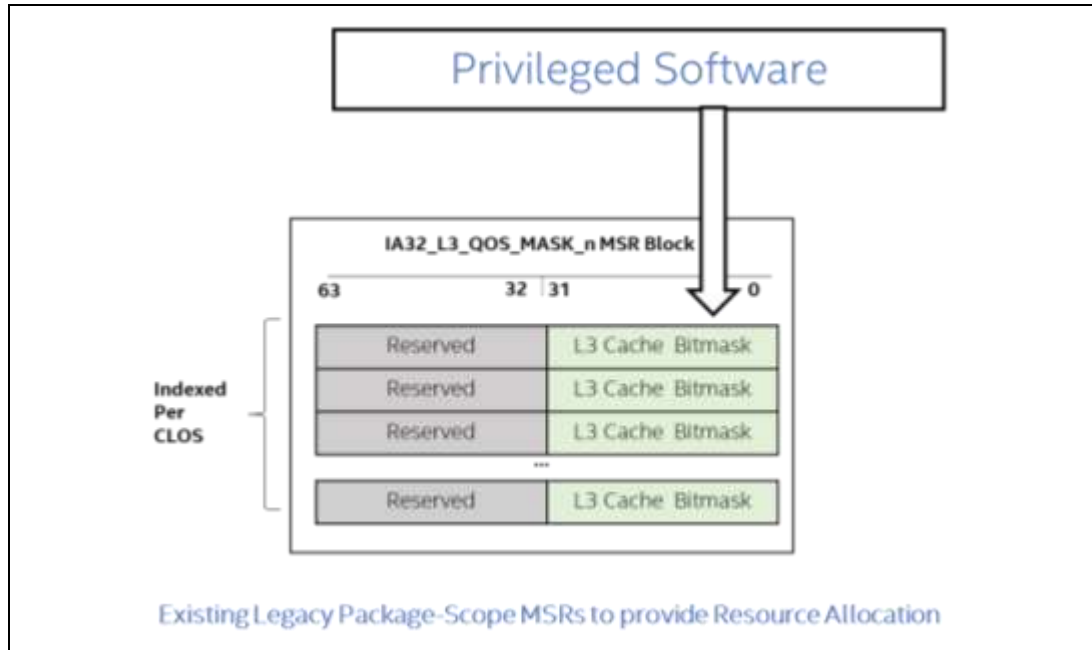 Privileged Software
IA32_L3_QOS_MASK_n MSR Block
63 32 31 0
Reserved L3 Cache Bitmask
Indexed Reserved L3 Cache Bitmask
Per
CLOS Reserved L3 Cache Bitmask
...
Reserved L3 Cache Bitmask
Existing Legacy Package-Scope MSRs to provide Resource Allocation